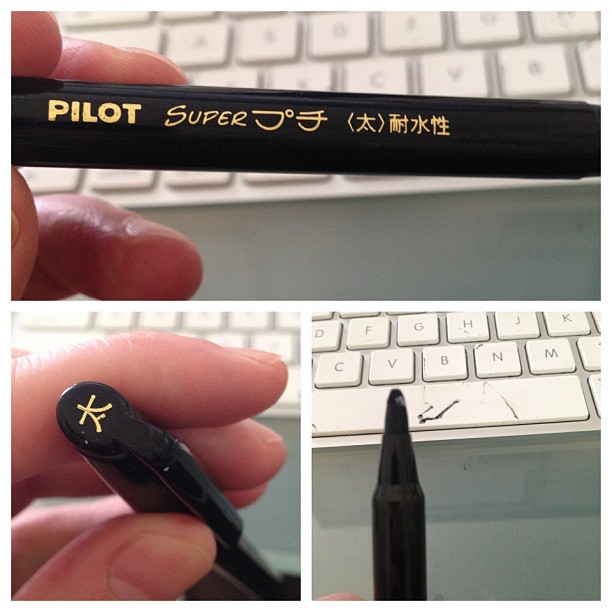 PILOT SUPER プチ 〈太〉耐水性
A S D F G
C V B
太
D F G H J K
C V B N M